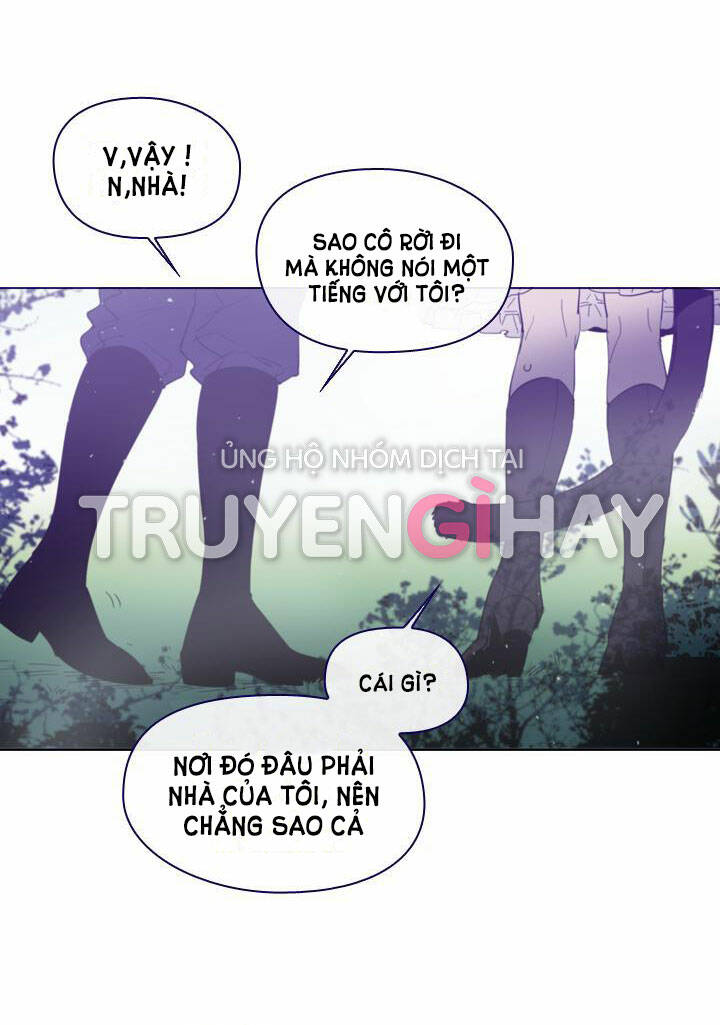 V,VẬY !
N,NHÀ!
SAO CÔ RỜI ĐI
MÀ KHÔNG NÓI MỘT
TIẾNG VỚI TÔI?
ỦNG HỘ NHÓM DỊCH TẠI
TRUYENGÌHAY
CÁI GÌ?
NƠI ĐÓ ĐÂU PHẢI
NHÀ CỦA TÔI, NÊN
CHẲNG SAO CẢ